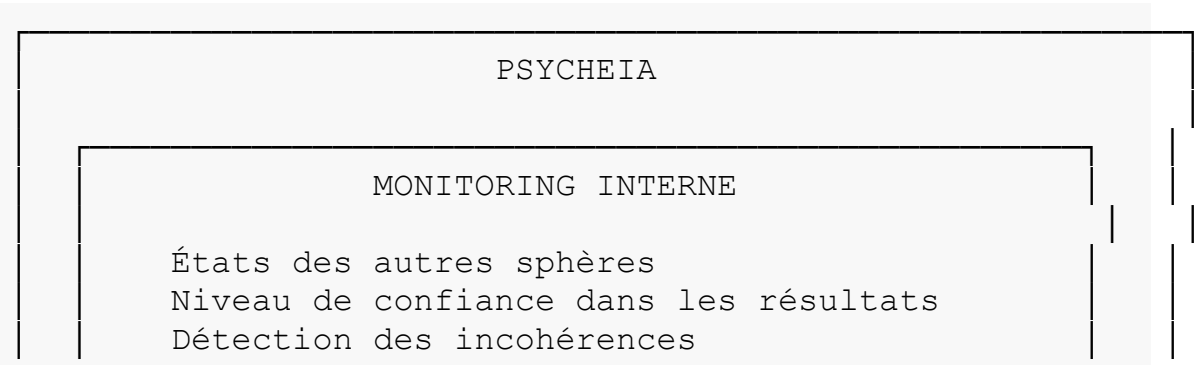 PSYCHEIA
MONITORING INTERNE
États des autres sphères
Niveau de confiance dans les résultats
Détection des incohérences